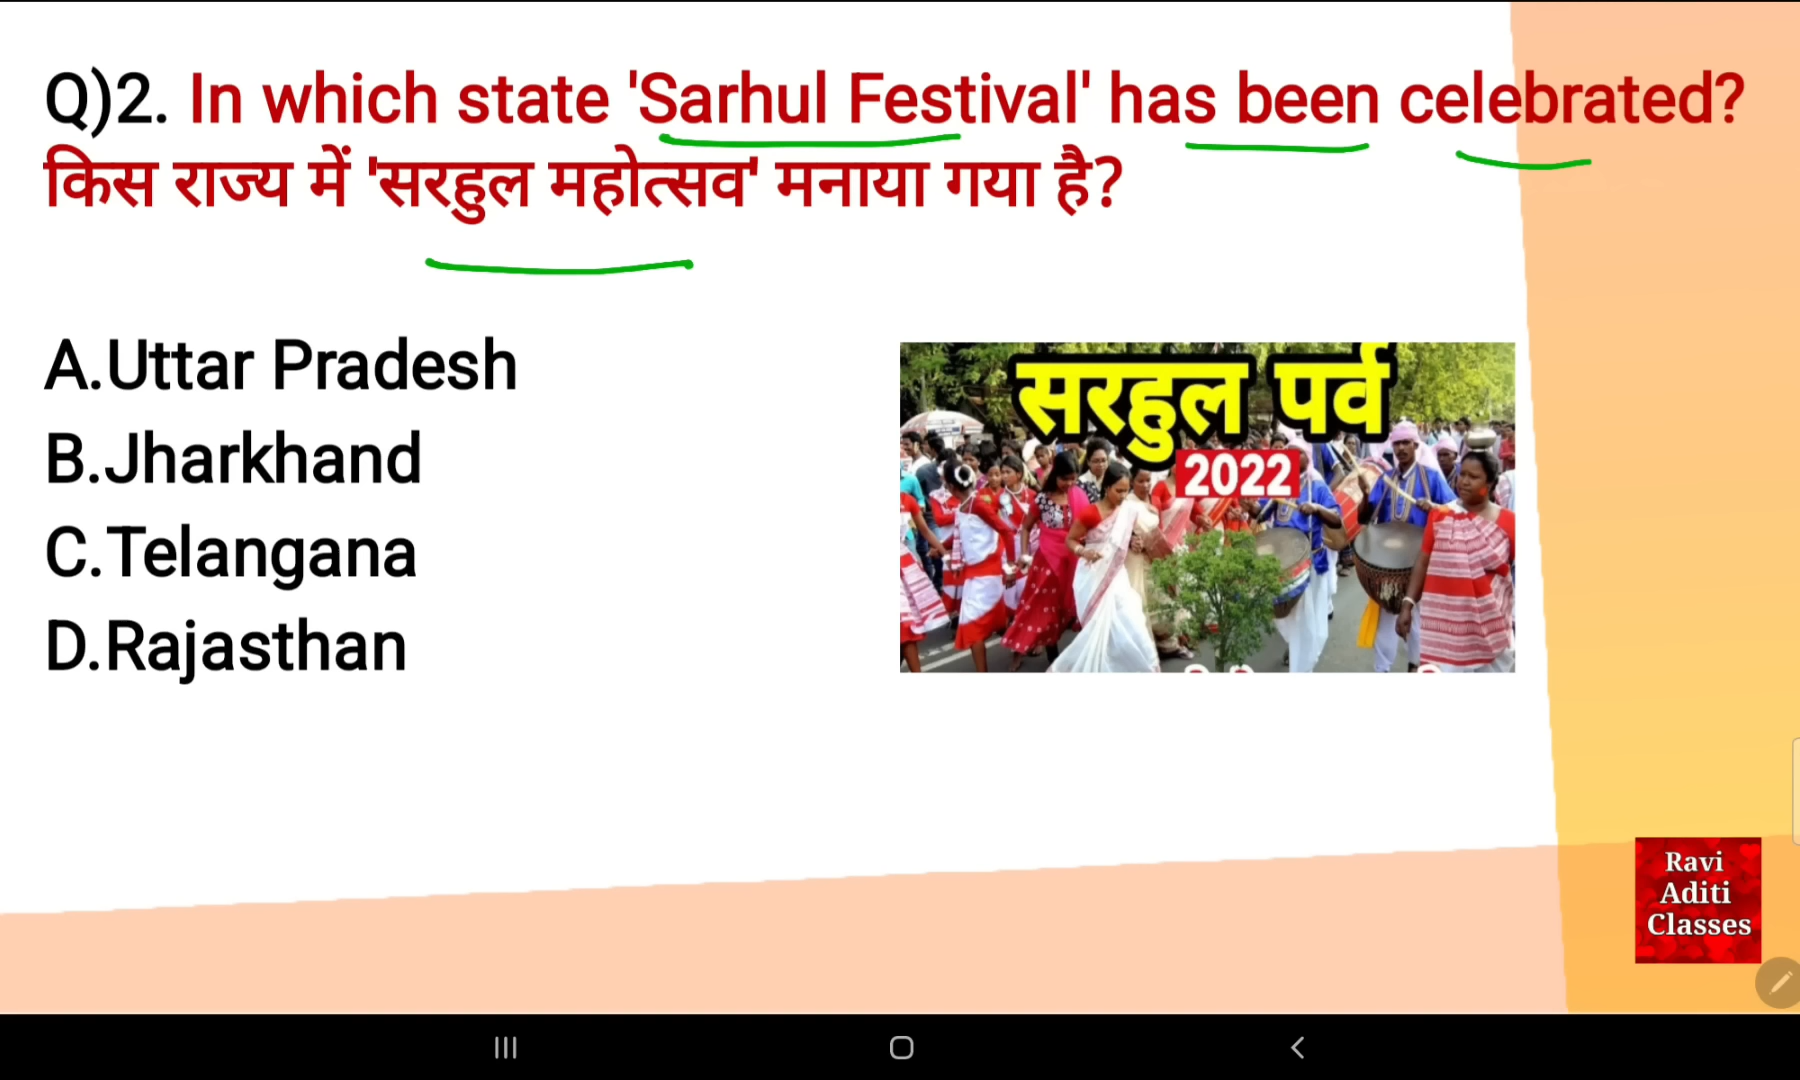 Q)2. In which state 'Sarhul Festival' has been celebrated?
किस राज्य में 'सरहुल महोत्सव' मनाया गया है?
A.Uttar Pradesh
B.Jharkhand
C.Telangana
D.Rajasthan
सरहुल पर्व
2022
Ravi
Aditi
Classes